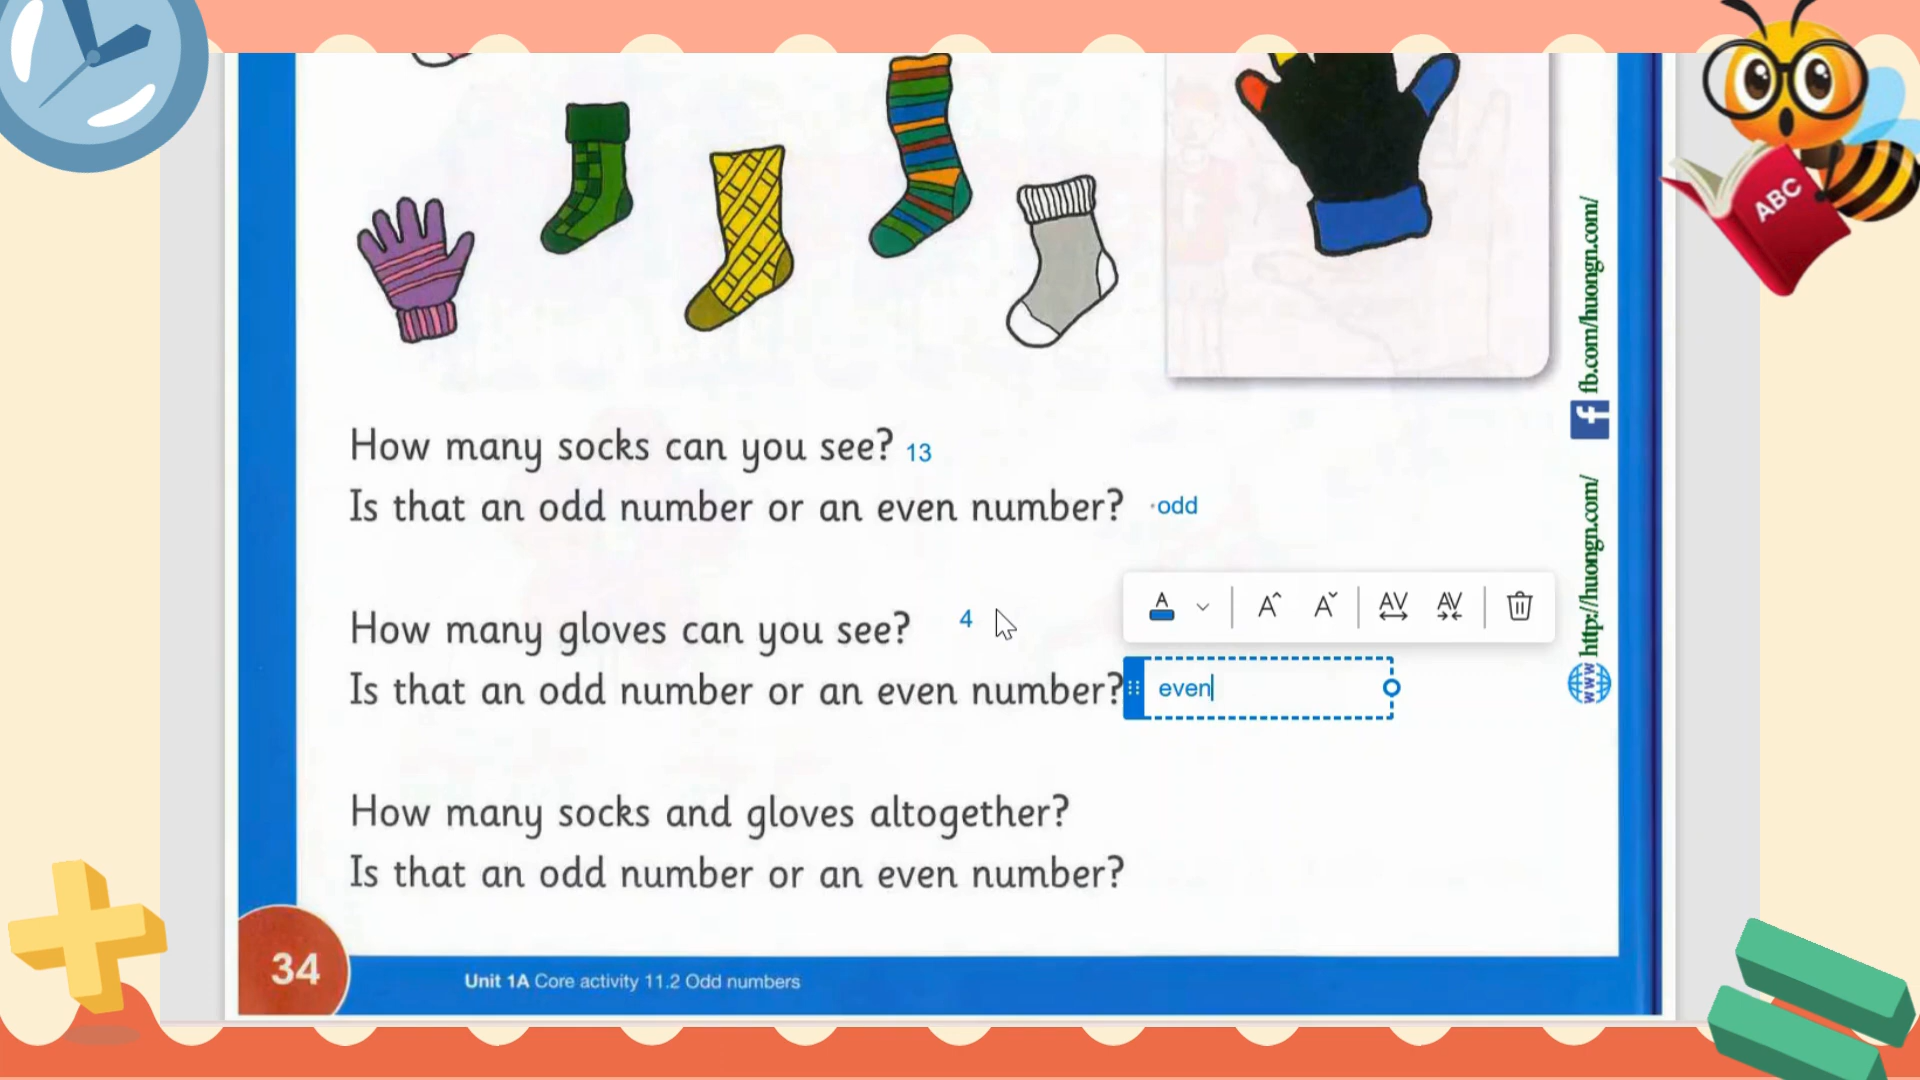 ABC
fb.com/huongn.com/
How many socks can you see? 13
Is that an odd number or an even number? odd
How many gloves can you see? 4
Is that an odd number or an even number? even
http://huongn.com/
www
How many socks and gloves altogether?
Is that an odd number or an even number?
34
Unit 1A Core activity 11.2 Odd numbers